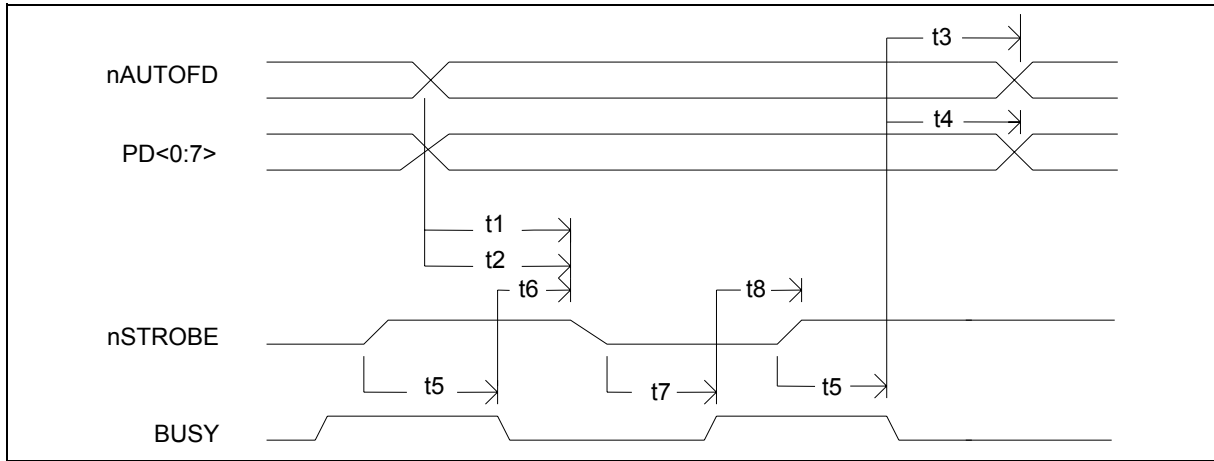 t3
nAUTOFD
t4
PD<0:7>
t1
t2
t6
t8
nSTROBE
t5
t7
t5
BUSY